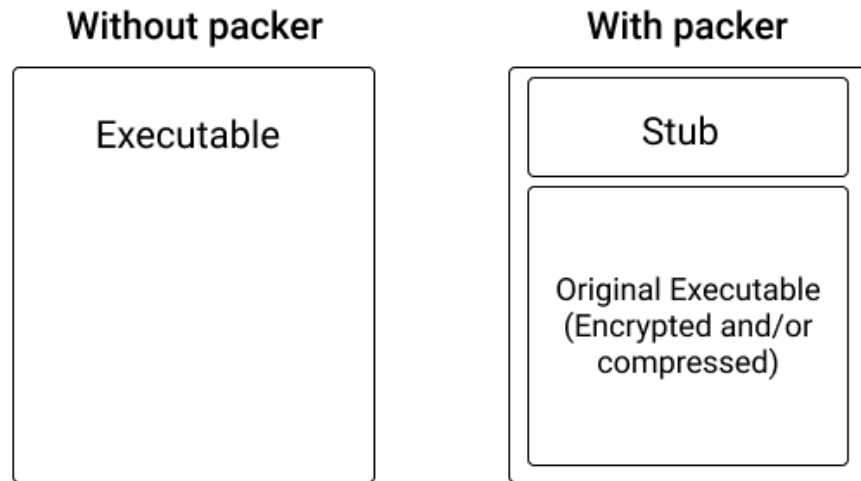 Without packer
With packer
Executable
Stub
Original Executable
(Encrypted and/or
compressed)